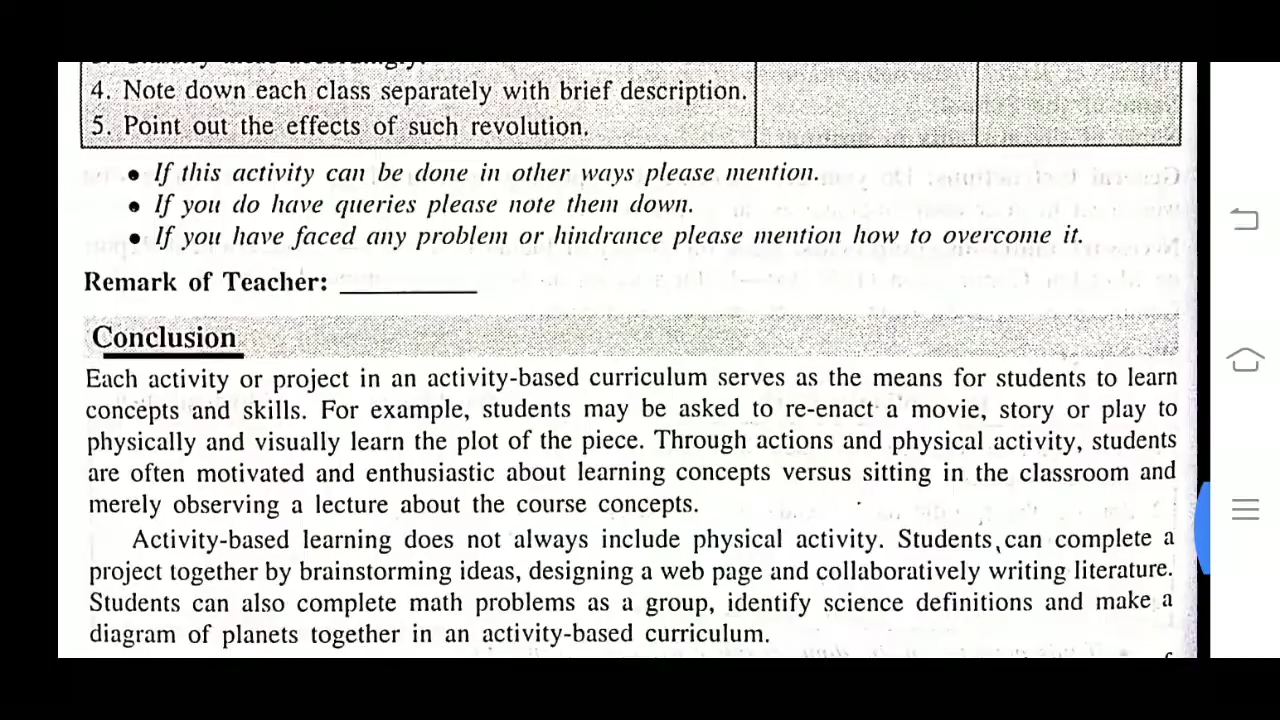 4. Note down each class separately with brief description.
5. Point out the effects of such revolution.
• If this activity can be done in other ways please mention.
• If you do have queries please note them down.
• If you have faced any problem or hindrance please mention how to overcome it.
Remark of Teacher: ___________
Conclusion
Each activity or project in an activity-based curriculum serves as the means for students to learn
concepts and skills. For example, students may be asked to re-enact a movie, story or play to
physically and visually learn the plot of the piece. Through actions and physical activity, students
are often motivated and enthusiastic about learning concepts versus sitting in the classroom and
merely observing a lecture about the course concepts.
Activity-based learning does not always include physical activity. Students can complete a
project together by brainstorming ideas, designing a web page and collaboratively writing literature.
Students can also complete math problems as a group, identify science definitions and make a
diagram of planets together in an activity-based curriculum.